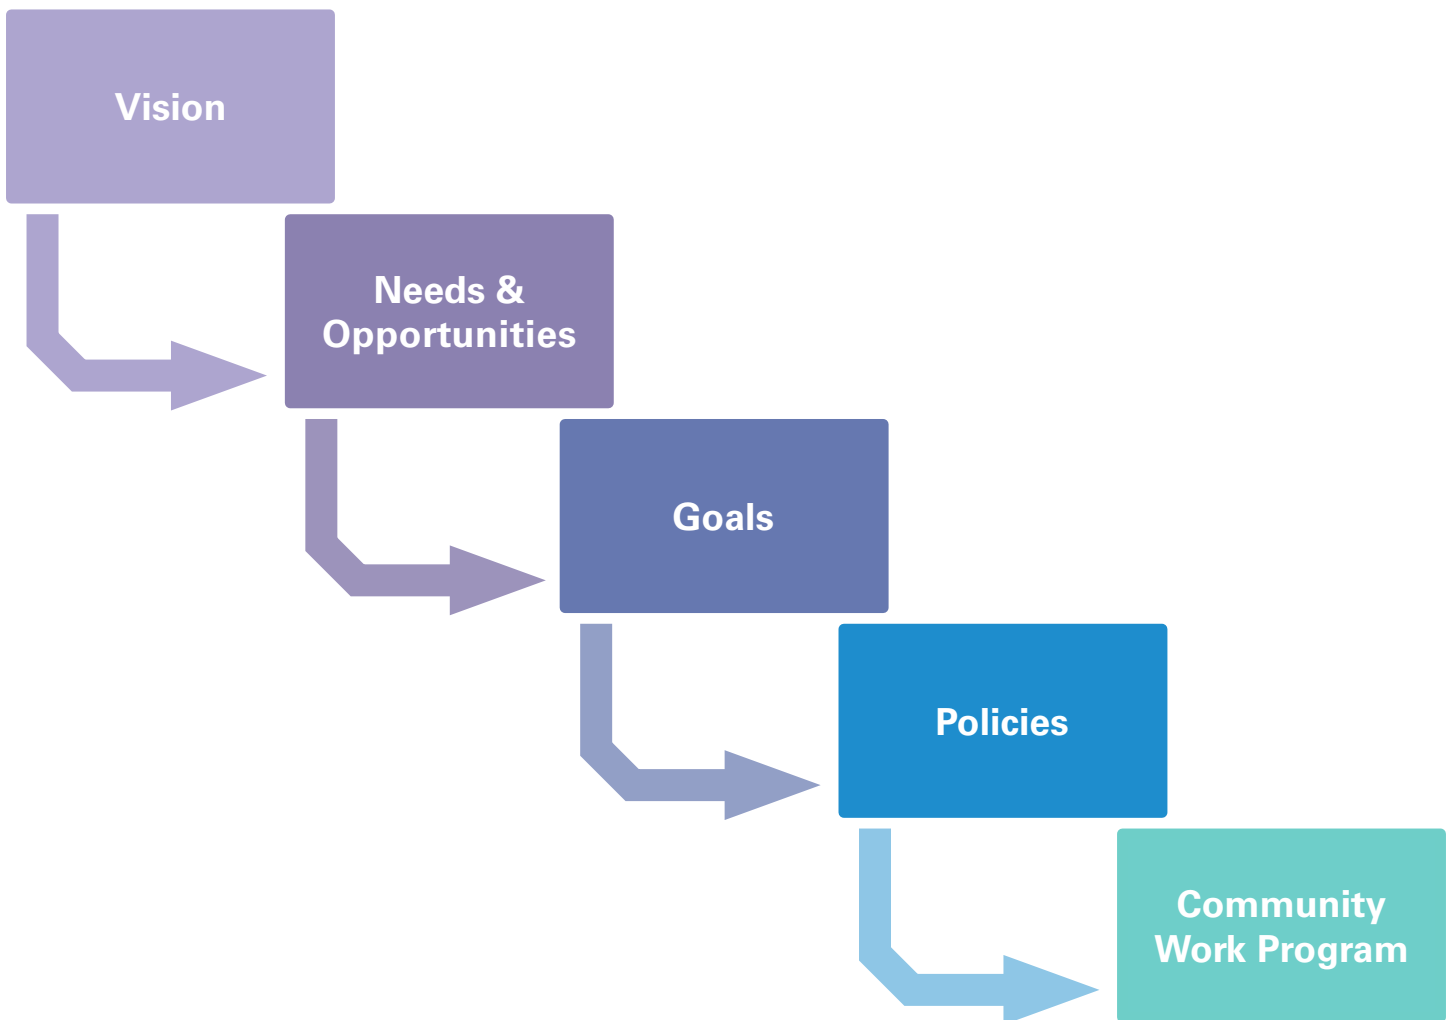 Vision
Needs &
Opportunities
Goals
Policies
Community
Work Program